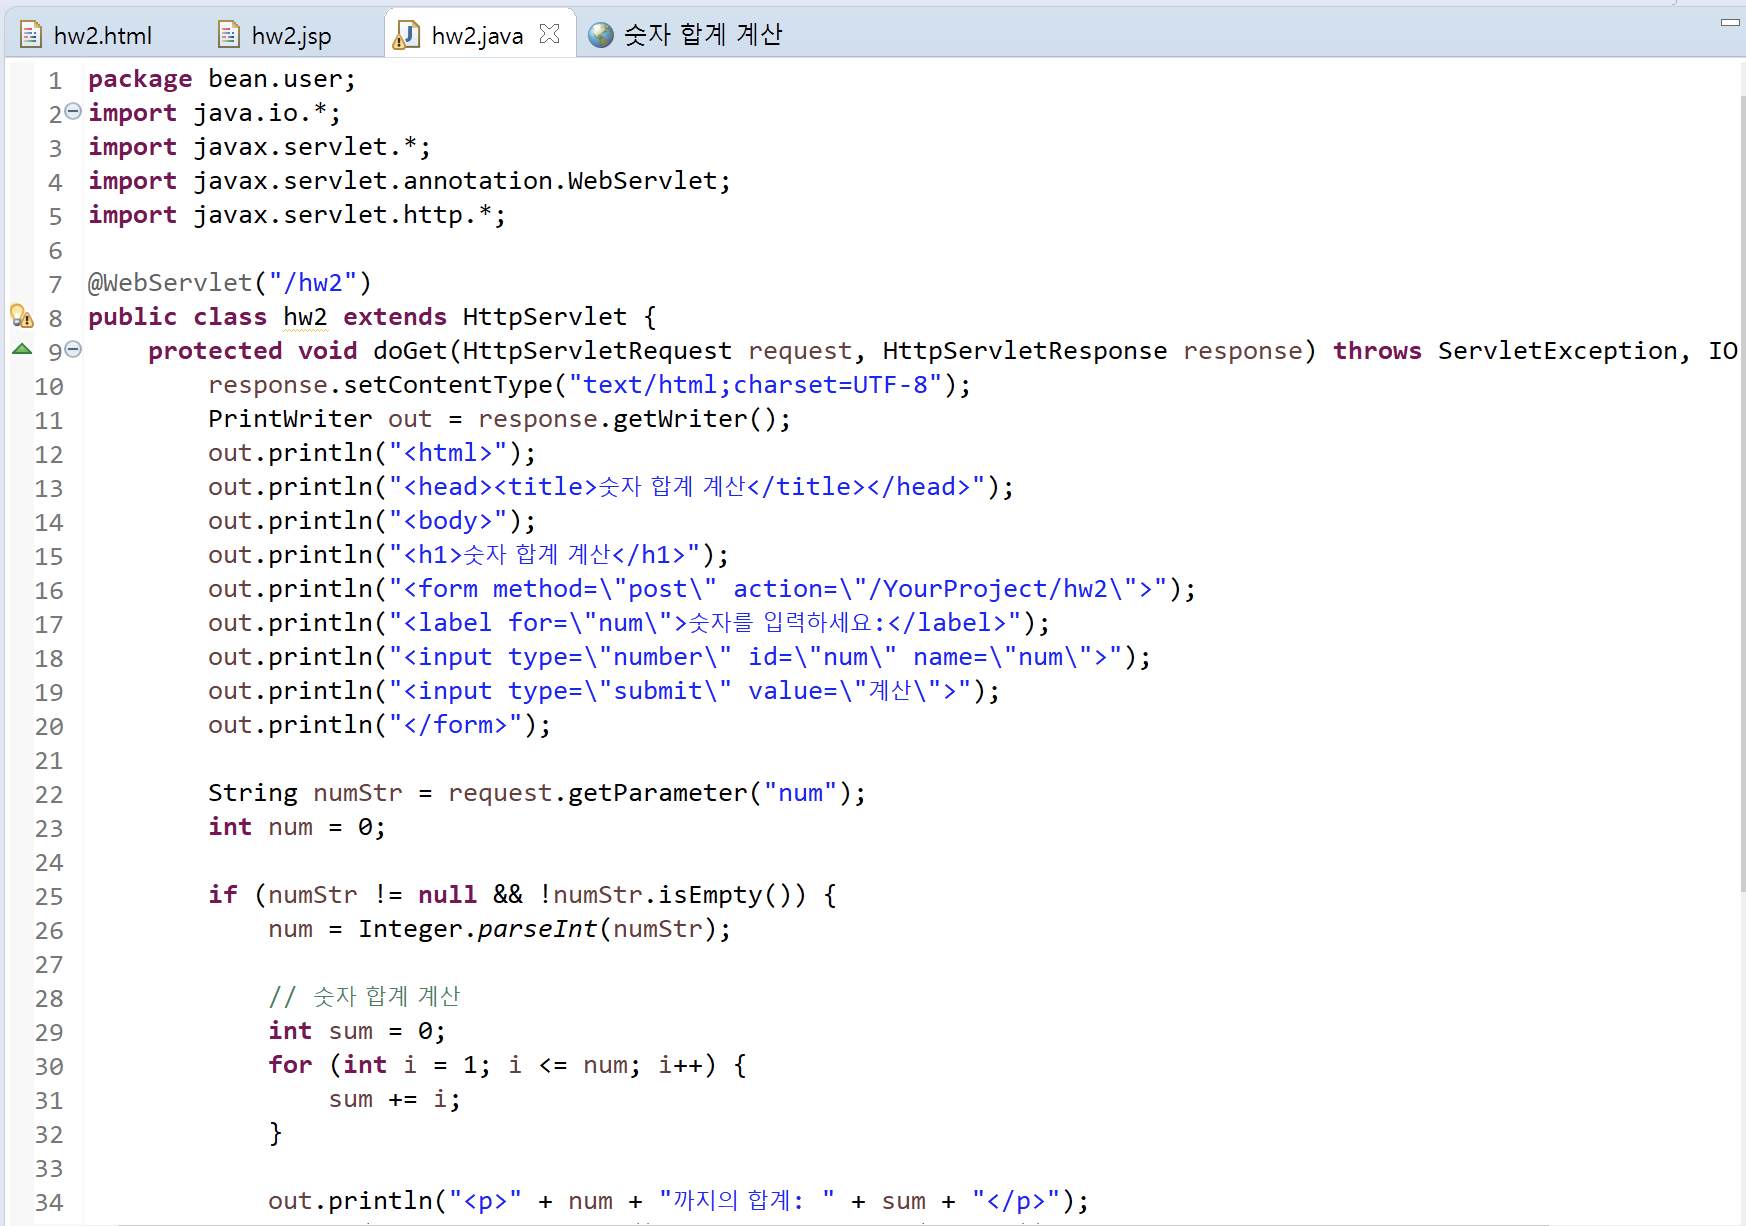 hw2.html hw2.jsp hw2.java 숫자 합계 계산
1 package bean.user;
2 import java.io.*;
3 import javax.servlet.*;
4 import javax.servlet.annotation.WebServlet;
5 import javax.servlet.http.*;
6
7 @WebServlet("/hw2")
8 public class hw2 extends HttpServlet {
9 protected void doGet(HttpServletRequest request, HttpServletResponse response) throws ServletException, IO
10 response.setContentType("text/html;charset=UTF-8");
11 PrintWriter out = response.getWriter();
12 out.println("<html>");
13 out.println("<head><title>숫자 합계 계산</title></head>");
14 out.println("<body>");
15 out.println("<h1>숫자 합계 계산</h1>");
16 out.println("<form method=\"post\" action=\"/YourProject/hw2\">");
17 out.println("<label for=\"num\">숫자를 입력하세요:</label>");
18 out.println("<input type=\"number\" id=\"num\" name=\"num\">");
19 out.println("<input type=\"submit\" value=\"계산\">");
20 out.println("</form>");
21
22 String numStr = request.getParameter("num");
23 int num = 0;
24
25 if (numStr != null && !numStr.isEmpty()) {
26 num = Integer.parseInt(numStr);
27
28 // 숫자 합계 계산
29 int sum = 0;
30 for (int i = 1; i <= num; i++) {
31 sum += i;
32 }
33
34 out.println("<p>" + num + "까지의 합계: " + sum + "</p>");